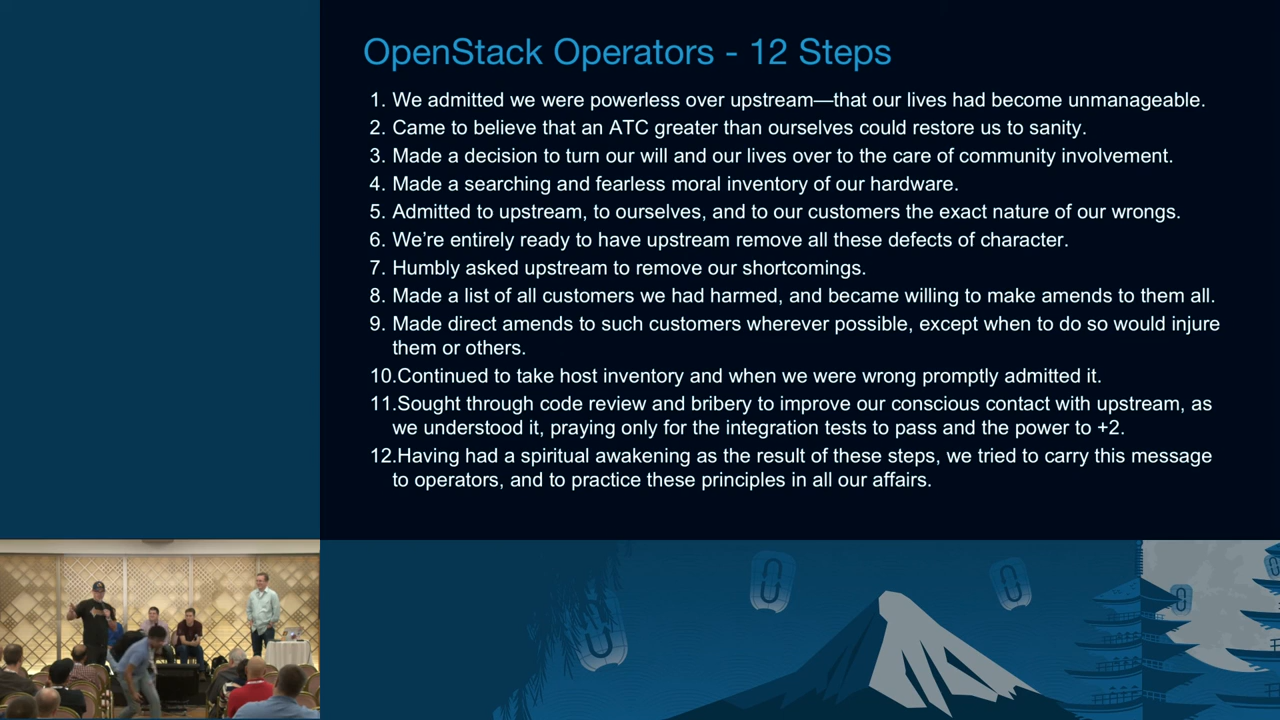 OpenStack Operators - 12 Steps
1. We admitted we were powerless over upstream—that our lives had become unmanageable.
2. Came to believe that an ATC greater than ourselves could restore us to sanity.
3. Made a decision to turn our will and our lives over to the care of community involvement.
4. Made a searching and fearless moral inventory of our hardware.
5. Admitted to upstream, to ourselves, and to our customers the exact nature of our wrongs.
6. We’re entirely ready to have upstream remove all these defects of character.
7. Humbly asked upstream to remove our shortcomings.
8. Made a list of all customers we had harmed, and became willing to make amends to them all.
9. Made direct amends to such customers wherever possible, except when to do so would injure
them or others.
10.Continued to take host inventory and when we were wrong promptly admitted it.
11.Sought through code review and bribery to improve our conscious contact with upstream, as
we understood it, praying only for the integration tests to pass and the power to +2.
12.Having had a spiritual awakening as the result of these steps, we tried to carry this message
to operators, and to practice these principles in all our affairs.